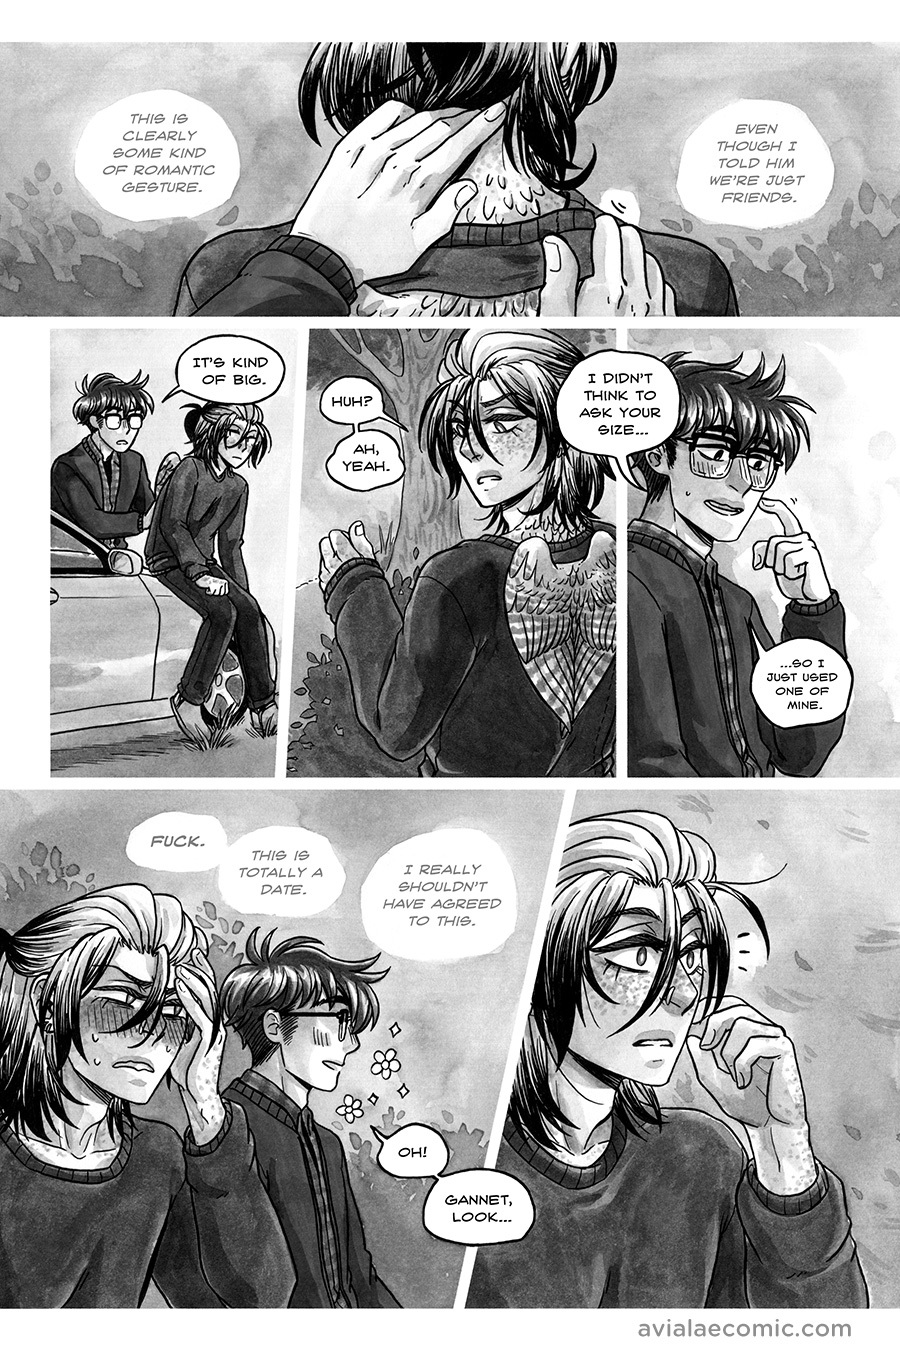 THIS IS
CLEARLY
SOME KIND
OF ROMANTIC
GESTURE.
EVEN
THOUGH I
TOLD HIM
WE'RE JUST
FRIENDS.
IT'S KIND
OF BIG.
HUH?
AH,
YEAH.
I DIDN'T
THINK TO
ASK YOUR
SIZE...
...SO I
JUST USED
ONE OF
MINE.
FUCK.
THIS IS
TOTALLY A
DATE.
I REALLY
SHOULDN'T
HAVE AGREED
TO THIS.
OH!
GANNET,
LOOK...
avialaecomic.com